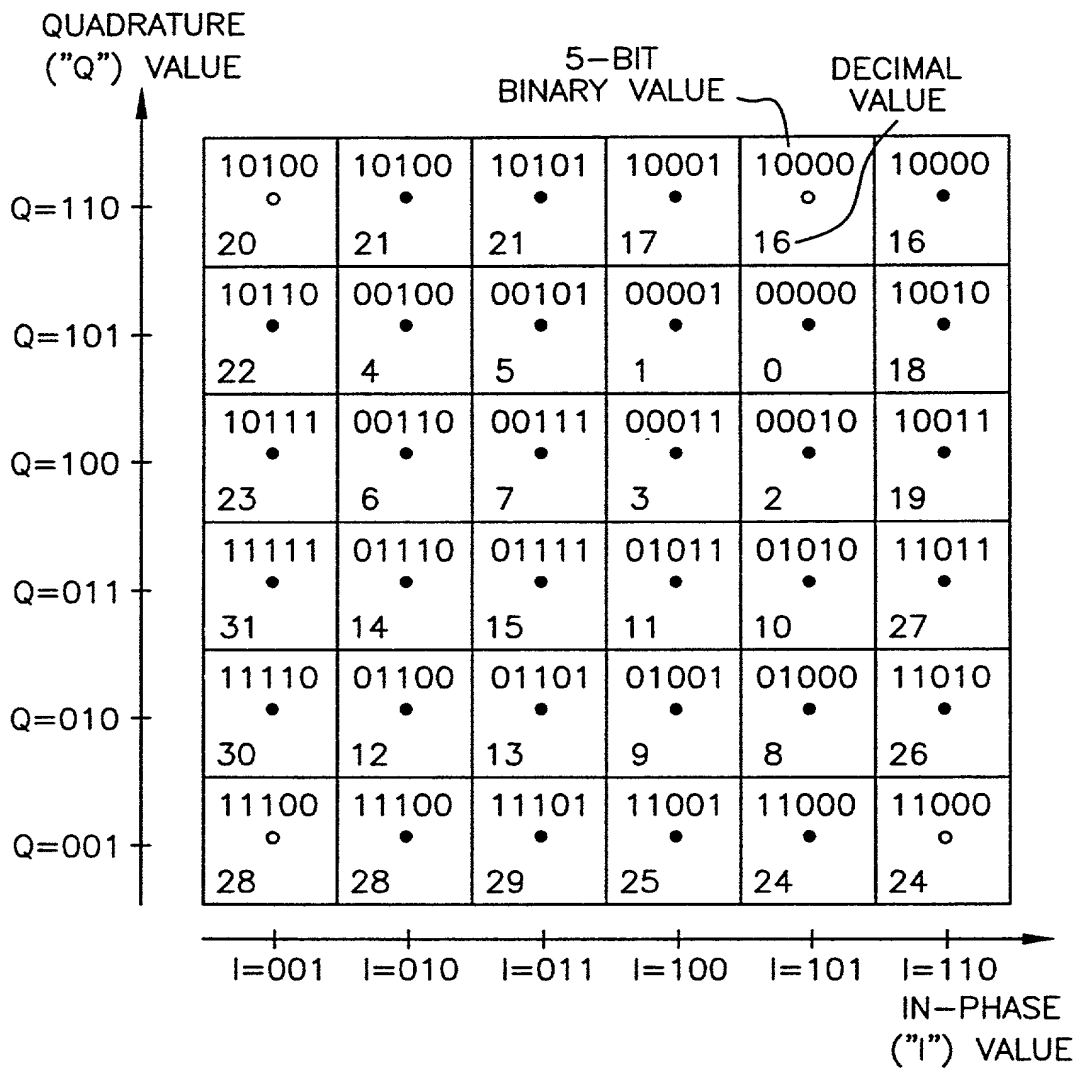 QUADRATURE
("Q") VALUE
5-BIT
BINARY VALUE
DECIMAL
VALUE
Q=110
10100 10100 10101 10001 10000 10000
20 21 21 17 16 16
Q=101
10110 00100 00101 00001 00000 10010
22 4 5 1 0 18
Q=100
10111 00110 00111 00011 00010 10011
23 6 7 3 2 19
Q=011
11111 01110 01111 01011 01010 11011
31 14 15 11 10 27
Q=010
11110 01100 01101 01001 01000 11010
30 12 13 9 8 26
Q=001
11100 11100 11101 11001 11000 11000
28 28 29 25 24 24
I=001 I=010 I=011 I=100 I=101 I=110
IN-PHASE
("I") VALUE